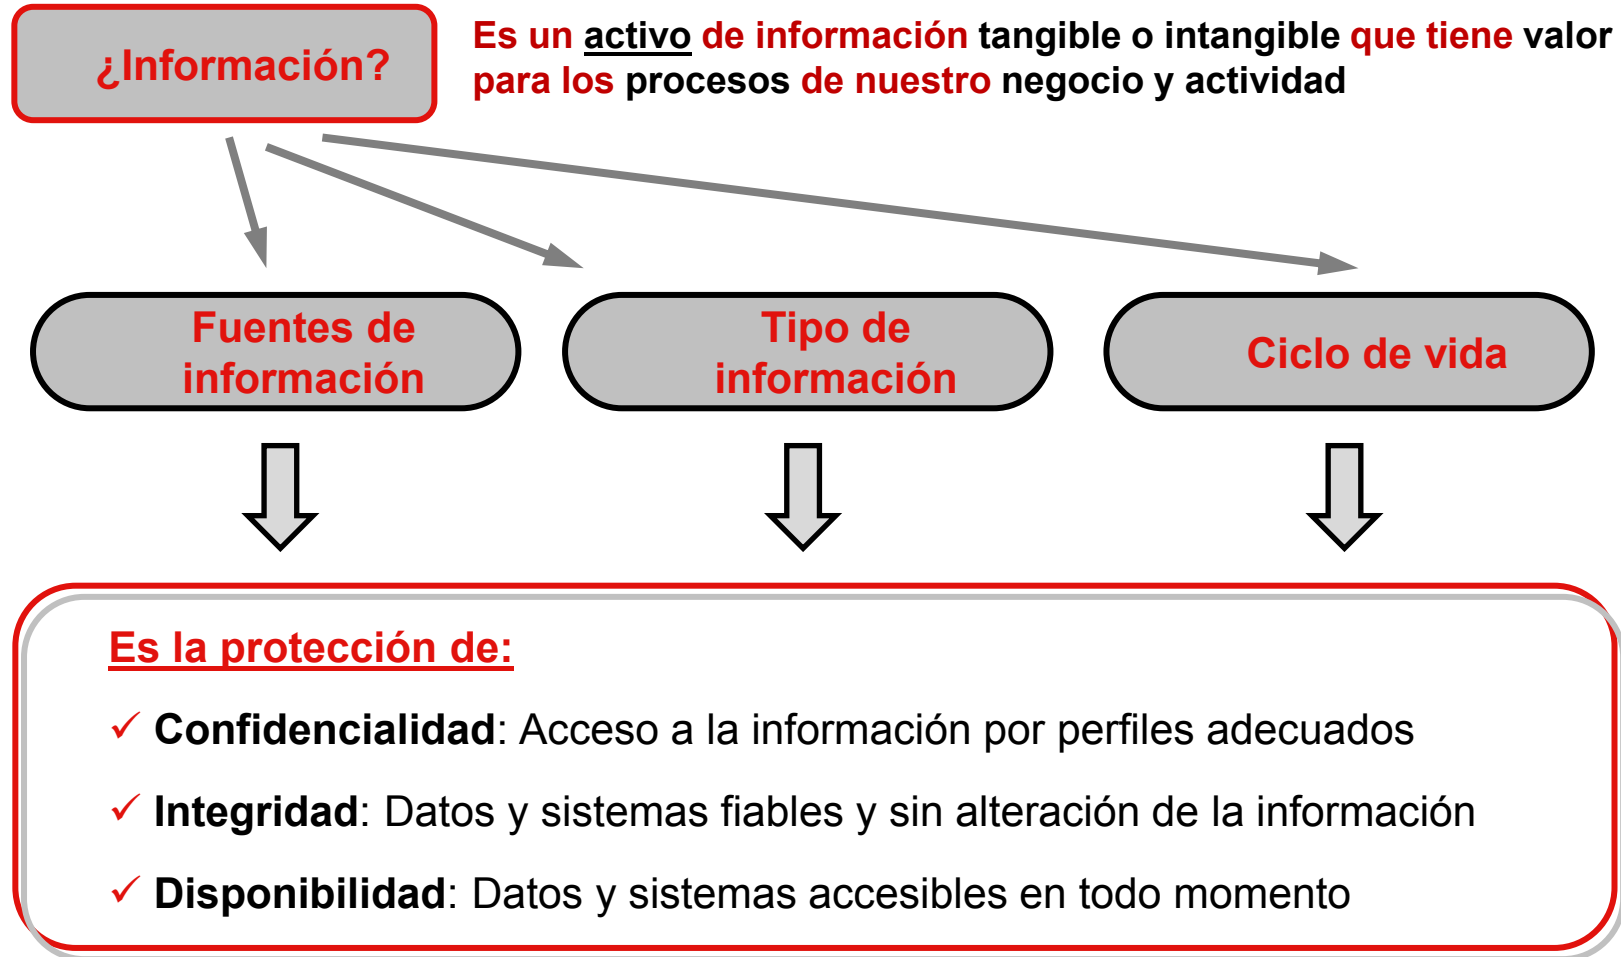 ¿Información?
Es un activo de información tangible o intangible que tiene valor
para los procesos de nuestro negocio y actividad
Fuentes de
información
Tipo de
información
Ciclo de vida
Es la protección de:
✓ Confidencialidad: Acceso a la información por perfiles adecuados
✓ Integridad: Datos y sistemas fiables y sin alteración de la información
✓ Disponibilidad: Datos y sistemas accesibles en todo momento